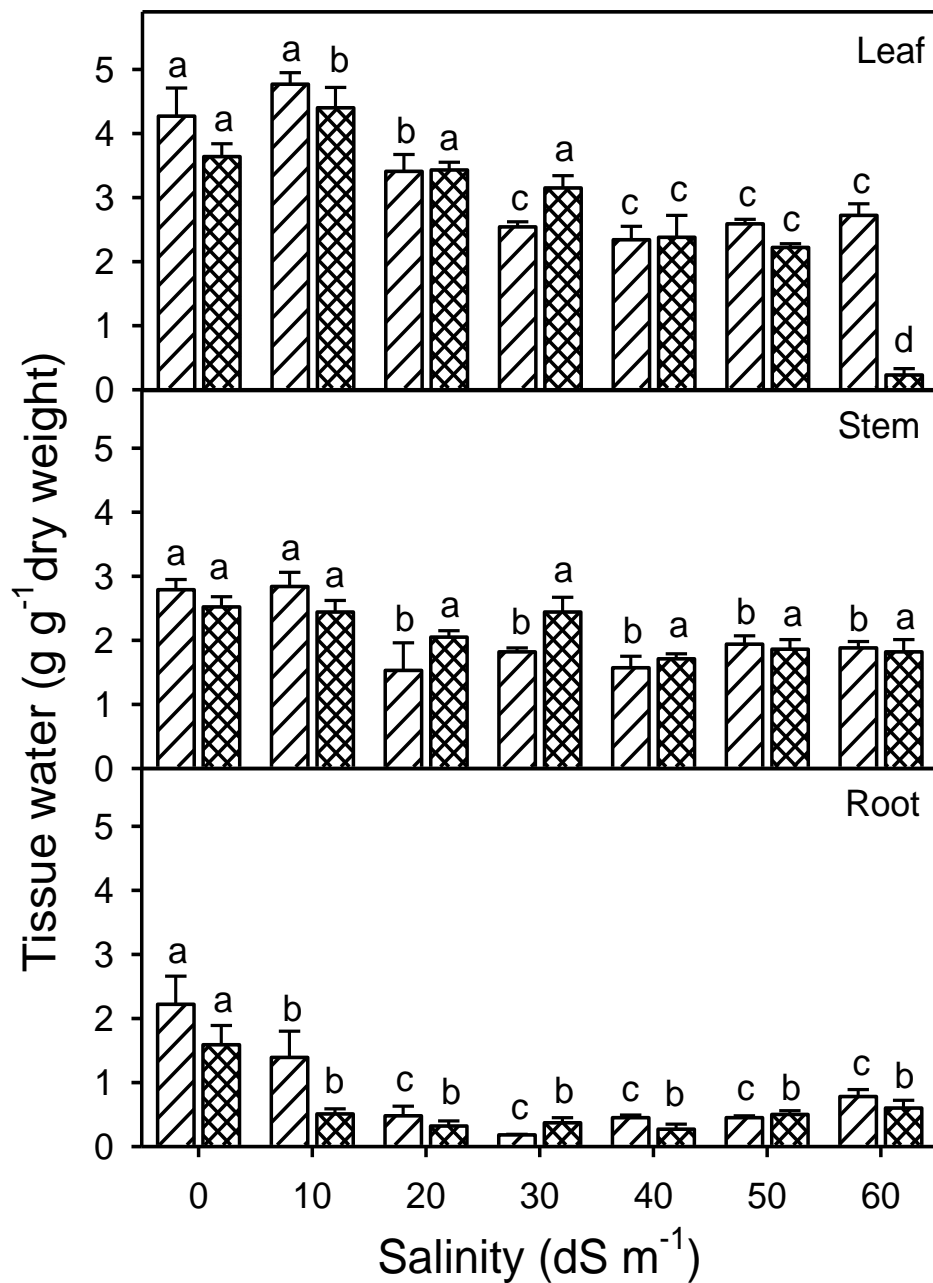 Tissue water (g g⁻¹ dry weight)
Leaf
5
4
3
2
1
0
a a a b b a c a c c c c c d
Stem
5
4
3
2
1
0
a a a a b a b a b a b a b a
Root
5
4
3
2
1
0
a a b b c b c b c b c b c b
0 10 20 30 40 50 60
Salinity (dS m⁻¹)